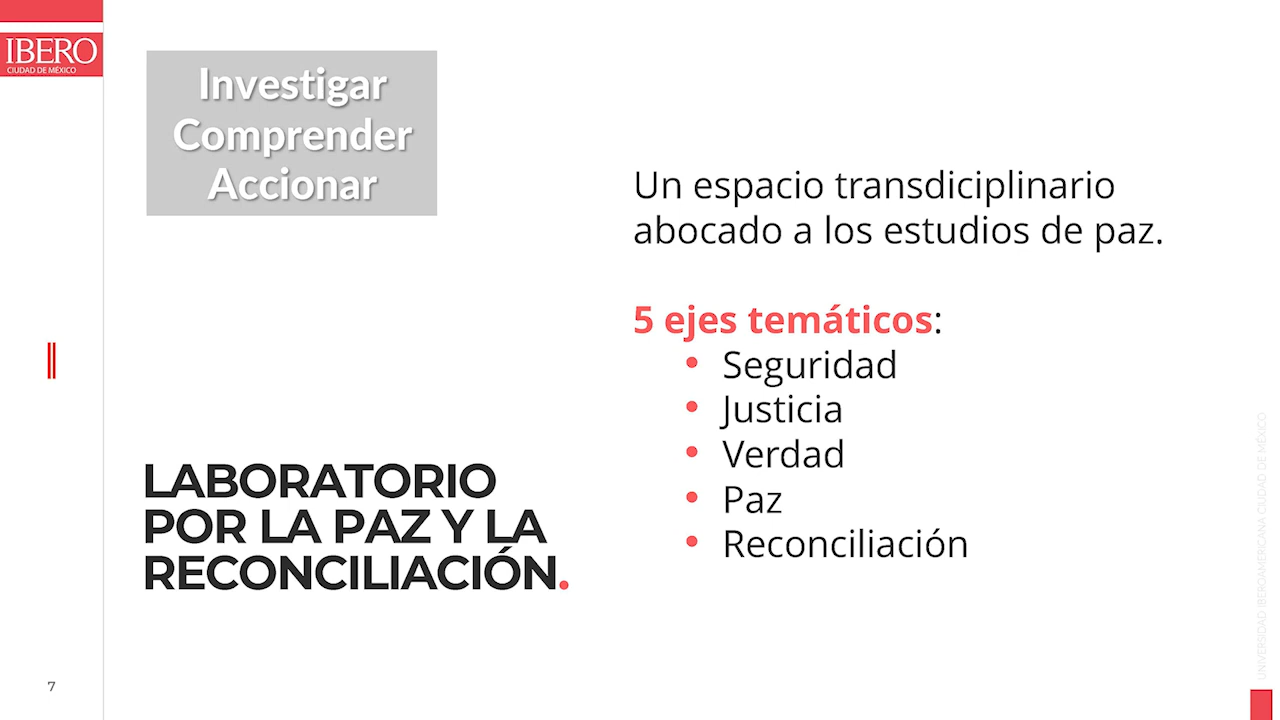 IBERO
CIUDAD DE MÉXICO
Investigar
Comprender
Accionar
Un espacio transdiciplinario
abocado a los estudios de paz.
5 ejes temáticos:
• Seguridad
• Justicia
• Verdad
• Paz
• Reconciliación
LABORATORIO
POR LA PAZ Y LA
RECONCILIACIÓN.
7
UNIVERSIDAD IBEROAMERICANA CIUDAD DE MÉXICO